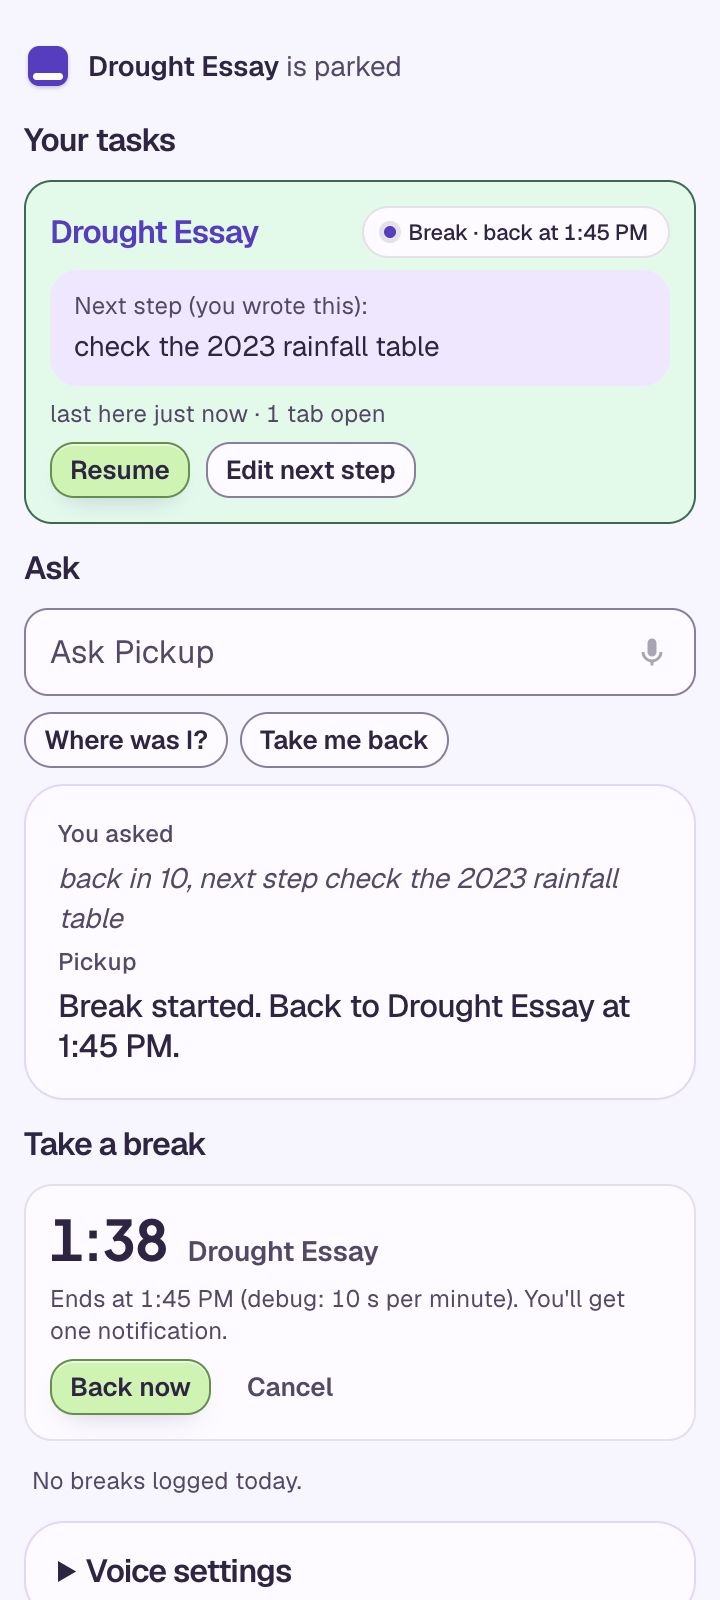 Drought Essay is parked
Your tasks
Drought Essay
Break · back at 1:45 PM
Next step (you wrote this):
check the 2023 rainfall table
last here just now · 1 tab open
Resume
Edit next step
Ask
Ask Pickup
Where was I?
Take me back
You asked
back in 10, next step check the 2023 rainfall
table
Pickup
Break started. Back to Drought Essay at
1:45 PM.
Take a break
1:38 Drought Essay
Ends at 1:45 PM (debug: 10 s per minute). You'll get
one notification.
Back now
Cancel
No breaks logged today.
Voice settings